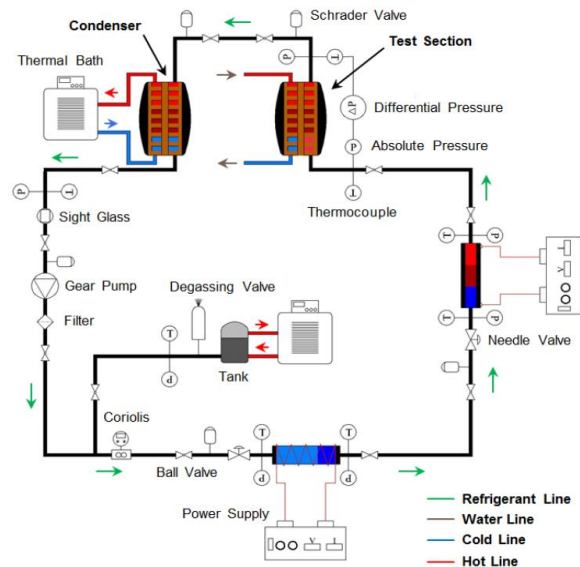 Schrader Valve
Condenser
Test Section
Thermal Bath
P
T
ΔP
Differential Pressure
P
Absolute Pressure
T
Thermocouple
P
T
Sight Glass
T
P
I
V
Gear Pump
Degassing Valve
Filter
T
P
Needle Valve
T
P
Tank
Coriolis
T
T
Ball Valve
P
P
Power Supply
V
I
Refrigerant Line
Water Line
Cold Line
Hot Line